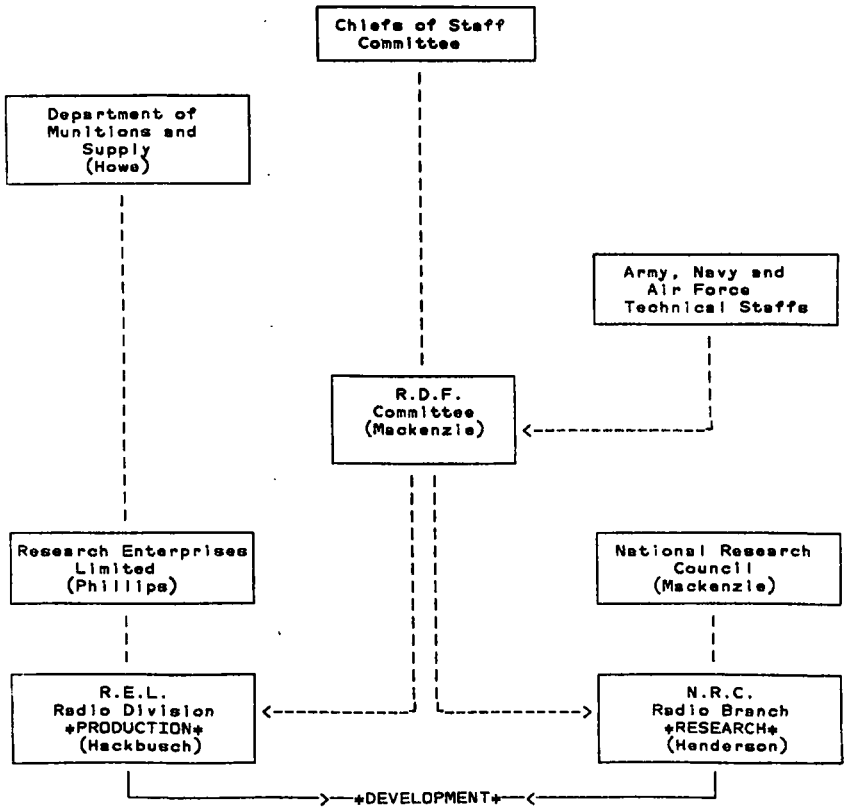 Chiefs of Staff
Committee
Department of
Munitions and
Supply
(Howe)
Army, Navy and
Air Force
Technical Staffs
R.D.F.
Committee
(Mackenzie)
Research Enterprises
Limited
(Phillips)
National Research
Council
(Mackenzie)
R.E.L.
Radio Division
*PRODUCTION*
(Hackbusch)
N.R.C.
Radio Branch
*RESEARCH*
(Henderson)
*DEVELOPMENT*